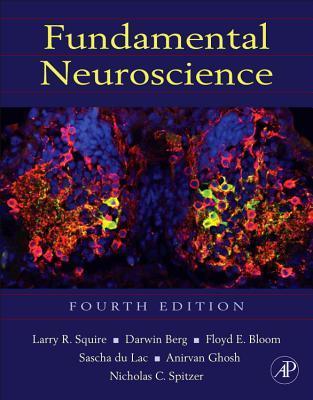 Fundamental
Neuroscience
FOURTH EDITION
Larry R. Squire ■ Darwin Berg ■ Floyd E. Bloom
Sascha du Lac ■ Anirvan Ghosh
Nicholas C. Spitzer
AP